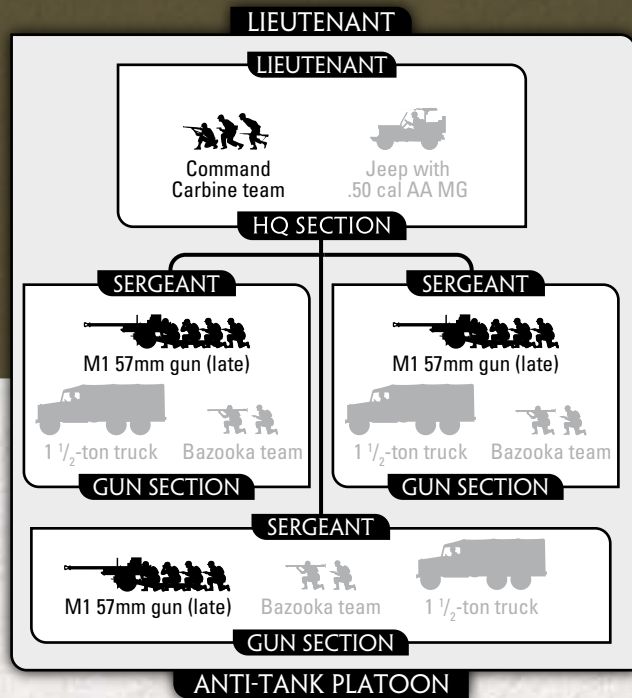 LIEUTENANT
LIEUTENANT
Command
Carbine team
Jeep with
.50 cal AA MG
HQ SECTION
SERGEANT
M1 57mm gun (late)
1 1/2-ton truck
Bazooka team
GUN SECTION
SERGEANT
M1 57mm gun (late)
1 1/2-ton truck
Bazooka team
GUN SECTION
SERGEANT
M1 57mm gun (late)
Bazooka team
1 1/2-ton truck
GUN SECTION
ANTI-TANK PLATOON